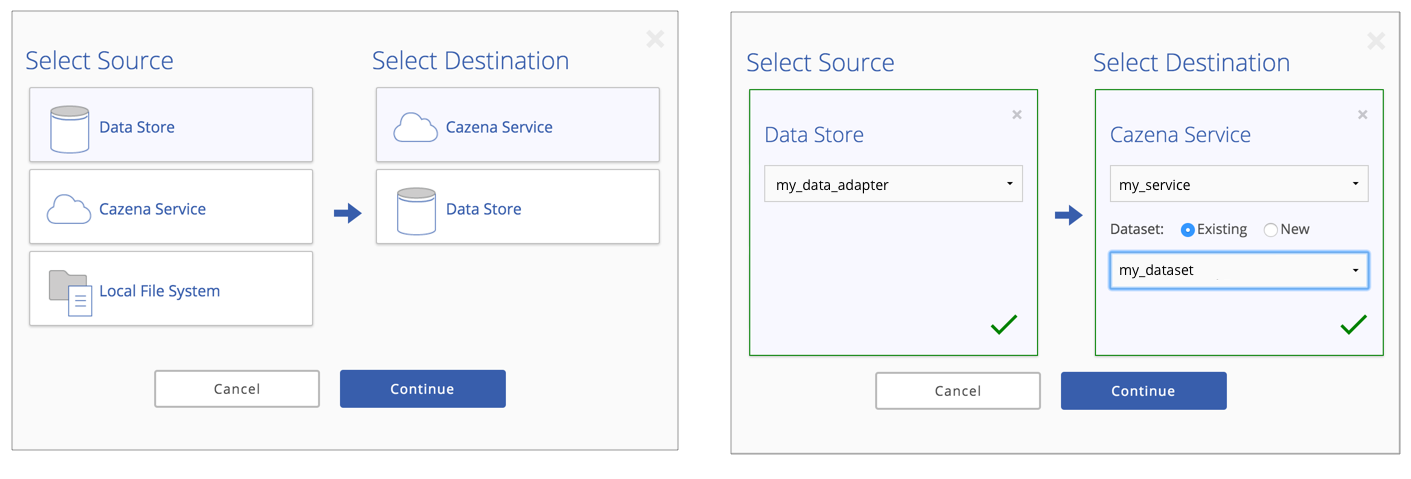 Select Source
Select Destination
Data Store
Cazena Service
Cazena Service
Data Store
Local File System
Cancel
Continue
Select Source
Select Destination
Data Store
Cazena Service
my_data_adapter
my_service
Dataset: Existing New
my_dataset
Cancel
Continue